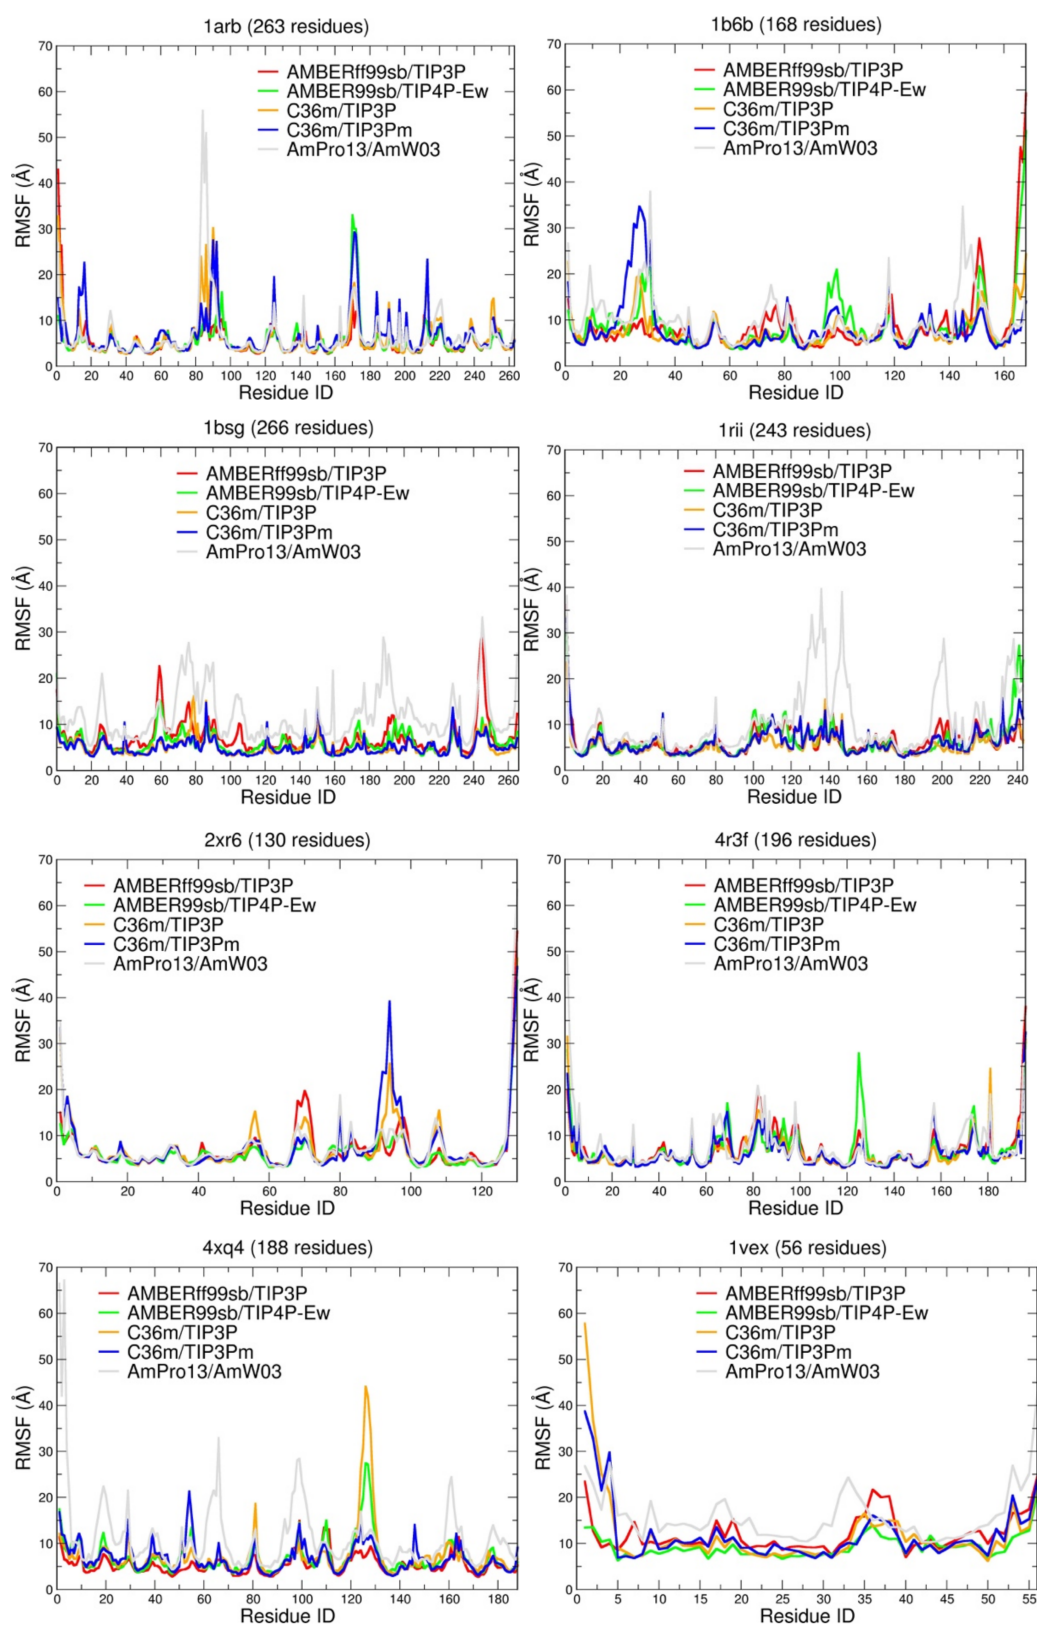 1arb (263 residues)
RMSF (Å)
70
60
50
40
30
20
10
0
AMBERff99sb/TIP3P
AMBER99sb/TIP4P-Ew
C36m/TIP3P
C36m/TIP3Pm
AmPro13/AmW03
0 20 40 60 80 100 120 140 160 180 200 220 240 260
Residue ID
1b6b (168 residues)
RMSF (Å)
70
60
50
40
30
20
10
0
AMBERff99sb/TIP3P
AMBER99sb/TIP4P-Ew
C36m/TIP3P
C36m/TIP3Pm
AmPro13/AmW03
0 20 40 60 80 100 120 140 160
Residue ID
1bsg (266 residues)
RMSF (Å)
70
60
50
40
30
20
10
0
AMBERff99sb/TIP3P
AMBER99sb/TIP4P-Ew
C36m/TIP3P
C36m/TIP3Pm
AmPro13/AmW03
0 20 40 60 80 100 120 140 160 180 200 220 240 260
Residue ID
1rii (243 residues)
RMSF (Å)
70
60
50
40
30
20
10
0
AMBERff99sb/TIP3P
AMBER99sb/TIP4P-Ew
C36m/TIP3P
C36m/TIP3Pm
AmPro13/AmW03
0 20 40 60 80 100 120 140 160 180 200 220 240
Residue ID
2xr6 (130 residues)
RMSF (Å)
70
60
50
40
30
20
10
0
AMBERff99sb/TIP3P
AMBER99sb/TIP4P-Ew
C36m/TIP3P
C36m/TIP3Pm
AmPro13/AmW03
0 20 40 60 80 100 120
Residue ID
4r3f (196 residues)
RMSF (Å)
70
60
50
40
30
20
10
0
AMBERff99sb/TIP3P
AMBER99sb/TIP4P-Ew
C36m/TIP3P
C36m/TIP3Pm
AmPro13/AmW03
0 20 40 60 80 100 120 140 160 180
Residue ID
4xq4 (188 residues)
RMSF (Å)
70
60
50
40
30
20
10
0
AMBERff99sb/TIP3P
AMBER99sb/TIP4P-Ew
C36m/TIP3P
C36m/TIP3Pm
AmPro13/AmW03
0 20 40 60 80 100 120 140 160 180
Residue ID
1vex (56 residues)
RMSF (Å)
70
60
50
40
30
20
10
0
AMBERff99sb/TIP3P
AMBER99sb/TIP4P-Ew
C36m/TIP3P
C36m/TIP3Pm
AmPro13/AmW03
0 5 10 15 20 25 30 35 40 45 50 55
Residue ID